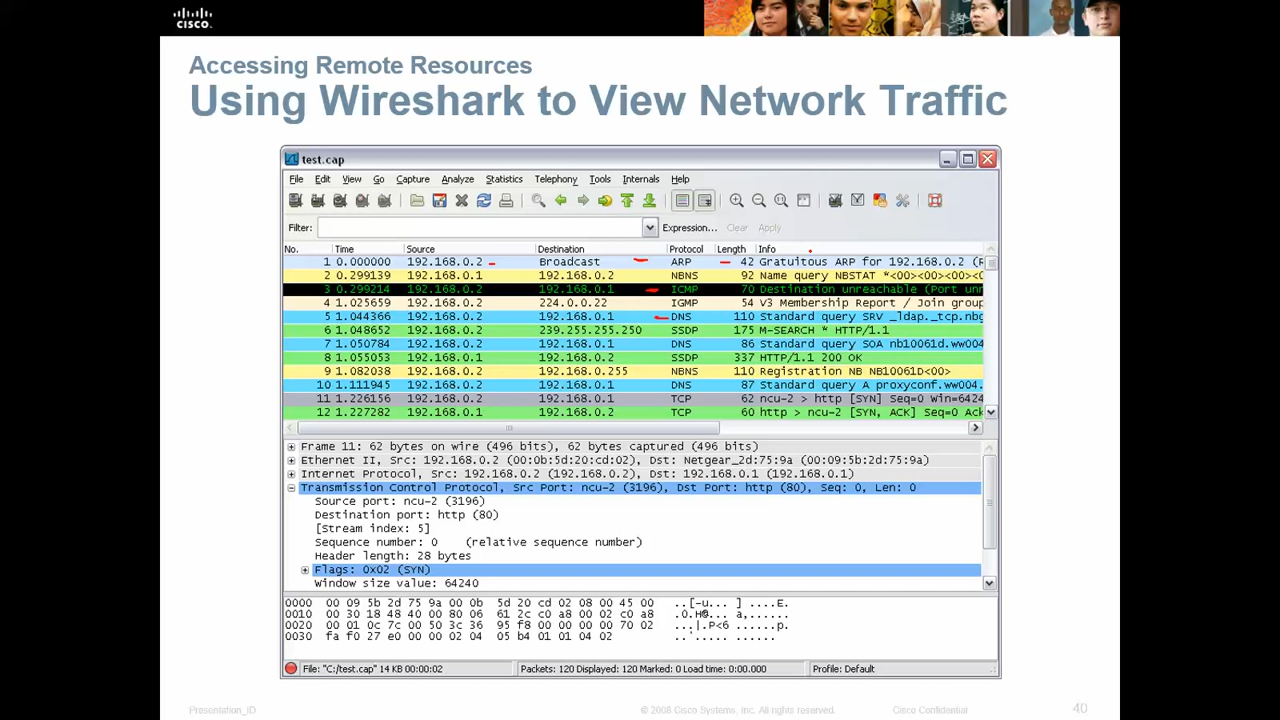 CISCO
Accessing Remote Resources
Using Wireshark to View Network Traffic
test.cap
File Edit View Go Capture Analyze Statistics Telephony Tools Internals Help
Filter: Expression... Clear Apply
No. Time Source Destination Protocol Length Info
1 0.000000 192.168.0.2 Broadcast ARP 42 Gratuitous ARP for 192.168.0.2 (R
2 0.299139 192.168.0.1 192.168.0.2 NBNS 92 Name query NBSTAT *<00><00><00><0
3 0.299214 192.168.0.2 192.168.0.1 ICMP 70 Destination unreachable (Port unr
4 1.025659 192.168.0.2 224.0.0.22 IGMP 54 V3 Membership Report / Join group
5 1.044366 192.168.0.2 192.168.0.1 DNS 110 Standard query SRV _ldap._tcp.nbg
6 1.048652 192.168.0.2 239.255.255.250 SSDP 175 M-SEARCH * HTTP/1.1
7 1.050784 192.168.0.2 192.168.0.1 DNS 86 Standard query SOA nb10061d.ww004
8 1.055053 192.168.0.1 192.168.0.2 SSDP 337 HTTP/1.1 200 OK
9 1.082038 192.168.0.2 192.168.0.255 NBNS 110 Registration NB NB10061D<00>
10 1.111945 192.168.0.2 192.168.0.1 DNS 87 Standard query A proxyconf.ww004.
11 1.226156 192.168.0.2 192.168.0.1 TCP 62 ncu-2 > http [SYN] Seq=0 Win=6424
12 1.227282 192.168.0.1 192.168.0.2 TCP 60 http > ncu-2 [SYN, ACK] Seq=0 Ack
Frame 11: 62 bytes on wire (496 bits), 62 bytes captured (496 bits)
Ethernet II, Src: 192.168.0.2 (00:0b:5d:20:cd:02), Dst: Netgear_2d:75:9a (00:09:5b:2d:75:9a)
Internet Protocol, Src: 192.168.0.2 (192.168.0.2), Dst: 192.168.0.1 (192.168.0.1)
Transmission Control Protocol, Src Port: ncu-2 (3196), Dst Port: http (80), Seq: 0, Len: 0
Source port: ncu-2 (3196)
Destination port: http (80)
[Stream index: 5]
Sequence number: 0 (relative sequence number)
Header length: 28 bytes
Flags: 0x02 (SYN)
Window size value: 64240
0000 00 09 5b 2d 75 9a 00 0b 5d 20 cd 02 08 00 45 00 ..[-u... ] ....E.
0010 00 30 18 48 40 00 80 06 61 2c c0 a8 00 02 c0 a8 .0.H@... a,......
0020 00 01 0c 7c 00 50 3c 36 95 f8 00 00 00 00 70 02 ...|.P<6 ......p.
0030 fa f0 27 e0 00 00 02 04 05 b4 01 01 04 02 ..'..... ......
File: "C:/test.cap" 14 KB 00:00:02 Packets: 120 Displayed: 120 Marked: 0 Load time: 0:00.000 Profile: Default
Presentation_ID © 2008 Cisco Systems, Inc. All rights reserved. Cisco Confidential 40